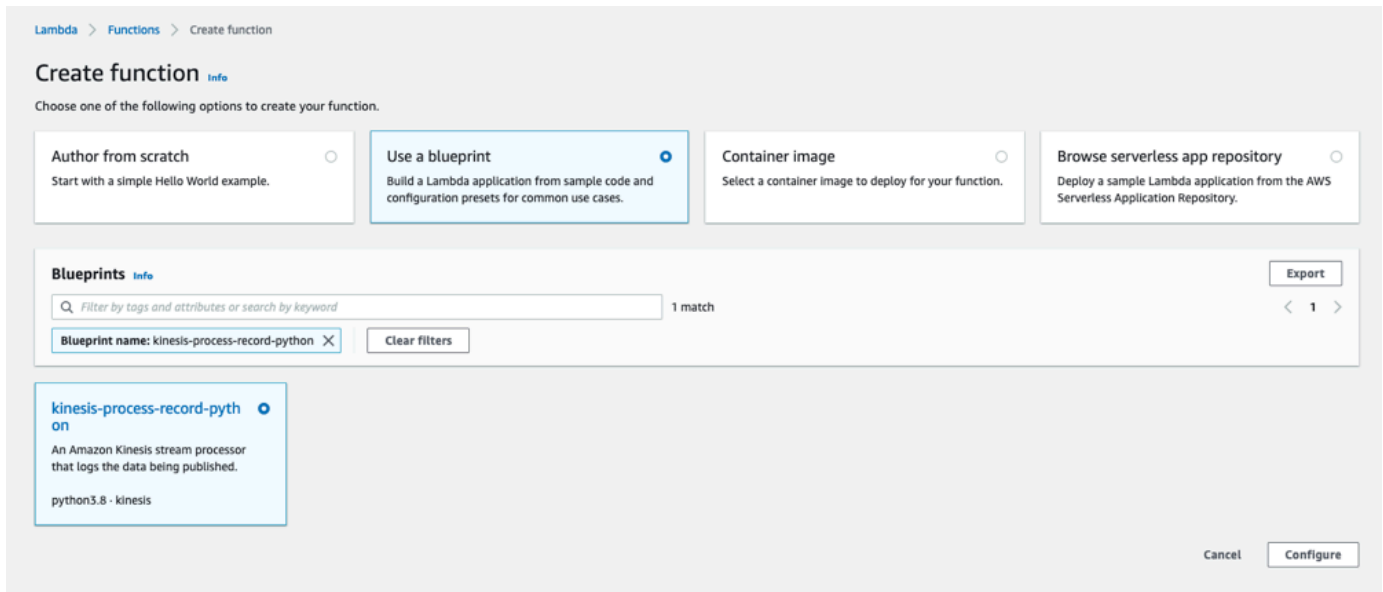 Lambda > Functions > Create function
Create function Info
Choose one of the following options to create your function.
Author from scratch
Start with a simple Hello World example.
Use a blueprint
Build a Lambda application from sample code and
configuration presets for common use cases.
Container image
Select a container image to deploy for your function.
Browse serverless app repository
Deploy a sample Lambda application from the AWS
Serverless Application Repository.
Blueprints Info
Export
Filter by tags and attributes or search by keyword
1 match
< 1 >
Blueprint name: kinesis-process-record-python X
Clear filters
kinesis-process-record-pyth
on
An Amazon Kinesis stream processor
that logs the data being published.
python3.8 · kinesis
Cancel
Configure